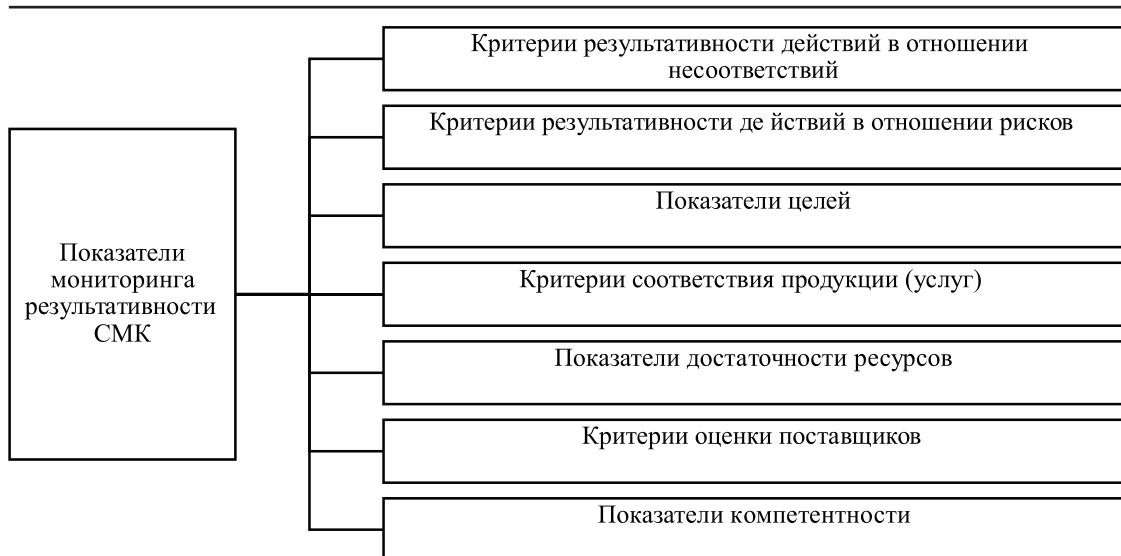 Критерии результативности действий в отношении
несоответствий
Критерии результативности де йствий в отношении рисков
Показатели целей
Показатели
мониторинга
результативности
СМК
Критерии соответствия продукции (услуг)
Показатели достаточности ресурсов
Критерии оценки поставщиков
Показатели компетентности